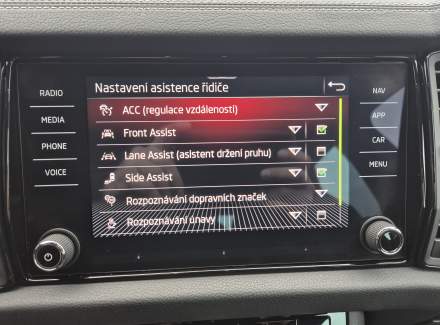 Nastavení asistence řidiče
RADIO
NAV
ACC (regulace vzdálenosti)
MEDIA
APP
Front Assist
PHONE
CAR
Lane Assist (asistent držení pruhu)
VOICE
MENU
Side Assist
Rozpoznávání dopravních značek
Rozpoznávání únavy